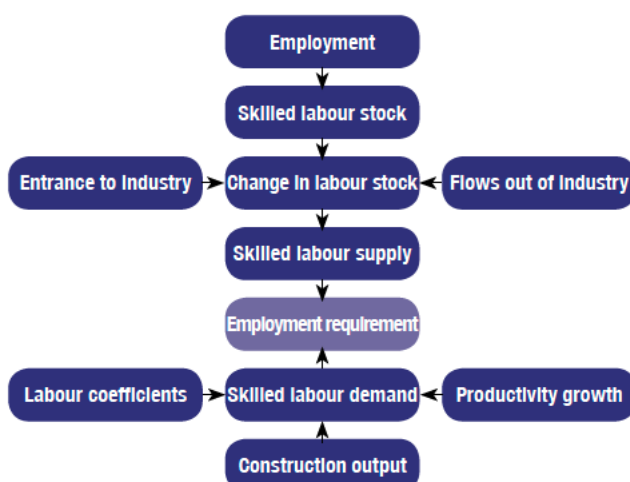 Employment
Skilled labour stock
Entrance to industry
Change in labour stock
Flows out of industry
Skilled labour supply
Employment requirement
Labour coefficients
Skilled labour demand
Productivity growth
Construction output